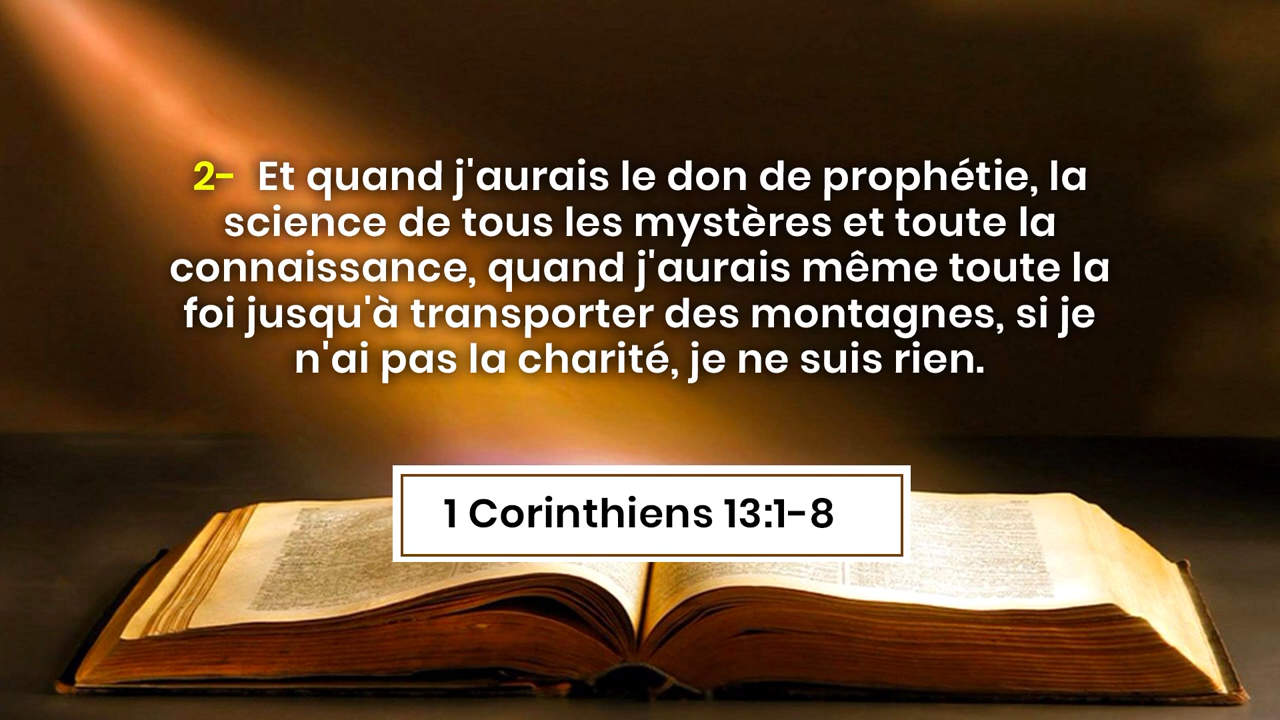 2- Et quand j'aurais le don de prophétie, la
science de tous les mystères et toute la
connaissance, quand j'aurais même toute la
foi jusqu'à transporter des montagnes, si je
n'ai pas la charité, je ne suis rien.
1 Corinthiens 13:1-8